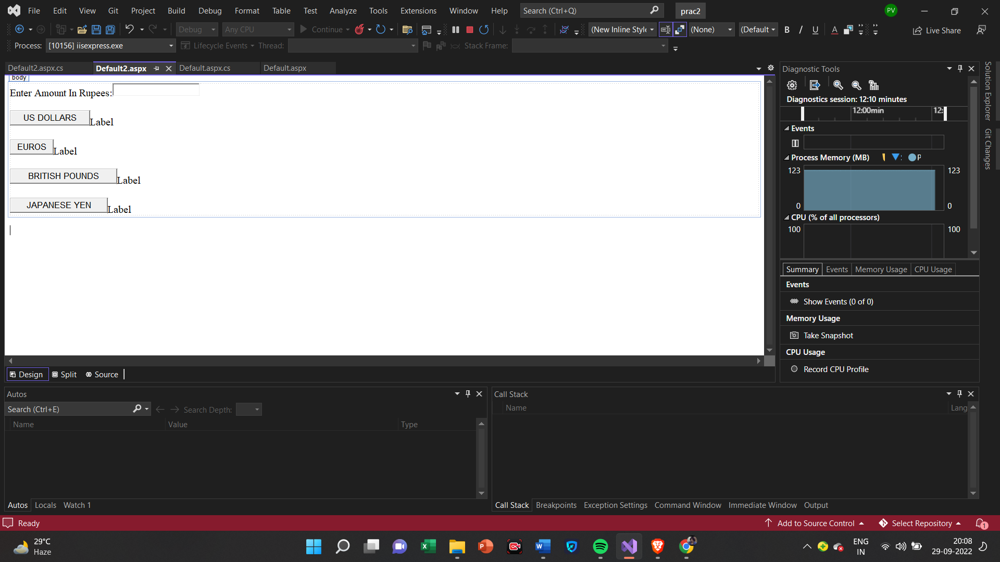 File Edit View Git Project Build Debug Format Table Test Analyze Tools Extensions Window Help Search (Ctrl+Q) prac2 PV
Debug Any CPU Continue (New Inline Style (None) (Default B I U A Live Share
Process: [10156] iisexpress.exe Lifecycle Events Thread: Stack Frame:
Default2.aspx.cs Default2.aspx Default.aspx.cs Default.aspx
body
Enter Amount In Rupees:
US DOLLARS Label
EUROS Label
BRITISH POUNDS Label
JAPANESE YEN Label
Design Split Source
Diagnostic Tools
Diagnostics session: 12:10 minutes
12:00min 12:
Events
Process Memory (MB) P
123 123
0 0
CPU (% of all processors)
100 100
Summary Events Memory Usage CPU Usage
Events
Show Events (0 of 0)
Memory Usage
Take Snapshot
CPU Usage
Record CPU Profile
Solution Explorer
Git Changes
Autos
Search (Ctrl+E) Search Depth:
Name Value Type
Autos Locals Watch 1
Call Stack
Name Lang
Call Stack Breakpoints Exception Settings Command Window Immediate Window Output
Ready Add to Source Control Select Repository 1
29°C
Haze
ENG
IN
20:08
29-09-2022